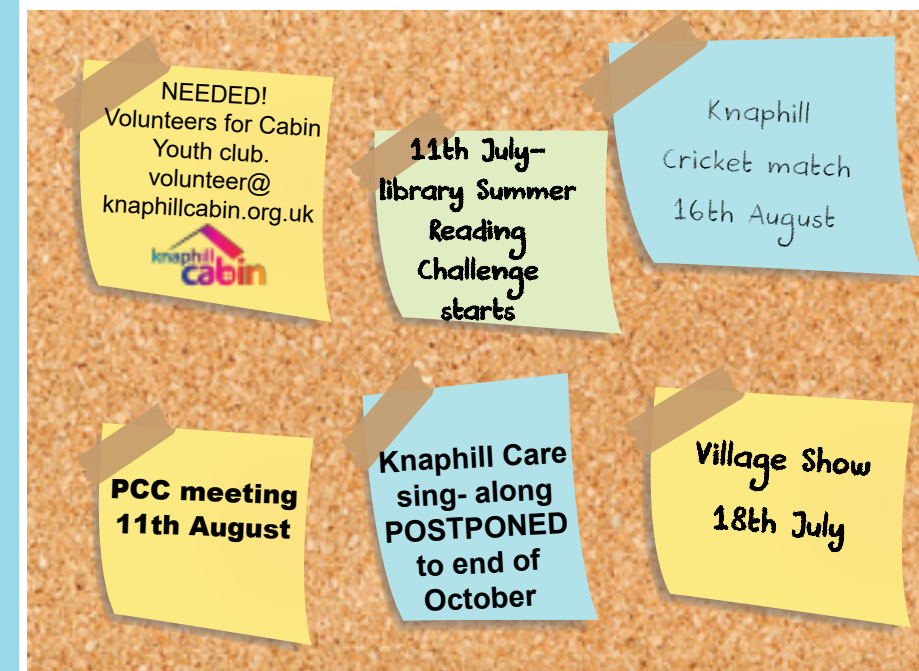 NEEDED!
Volunteers for Cabin
Youth club.
volunteer@
knaphillcabin.org.uk
knaphill
cabin
11th July–
library Summer
Reading
Challenge
starts
Knaphill
Cricket match
16th August
PCC meeting
11th August
Knaphill Care
sing- along
POSTPONED
to end of
October
Village Show
18th July